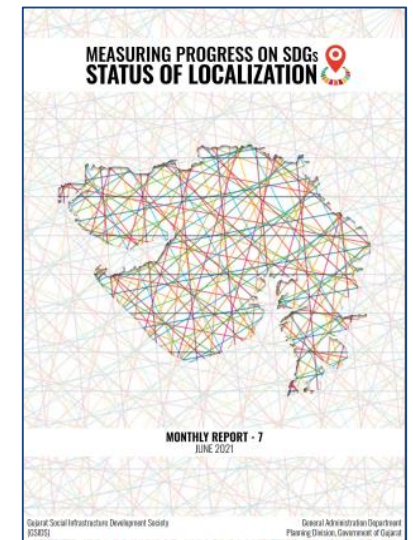 MEASURING PROGRESS ON SDGs
STATUS OF LOCALIZATION
MONTHLY REPORT - 7
JUNE 2021
Gujarat Social Infrastructure Development Society
(GSIDS)
General Administration Department
Planning Division, Government of Gujarat